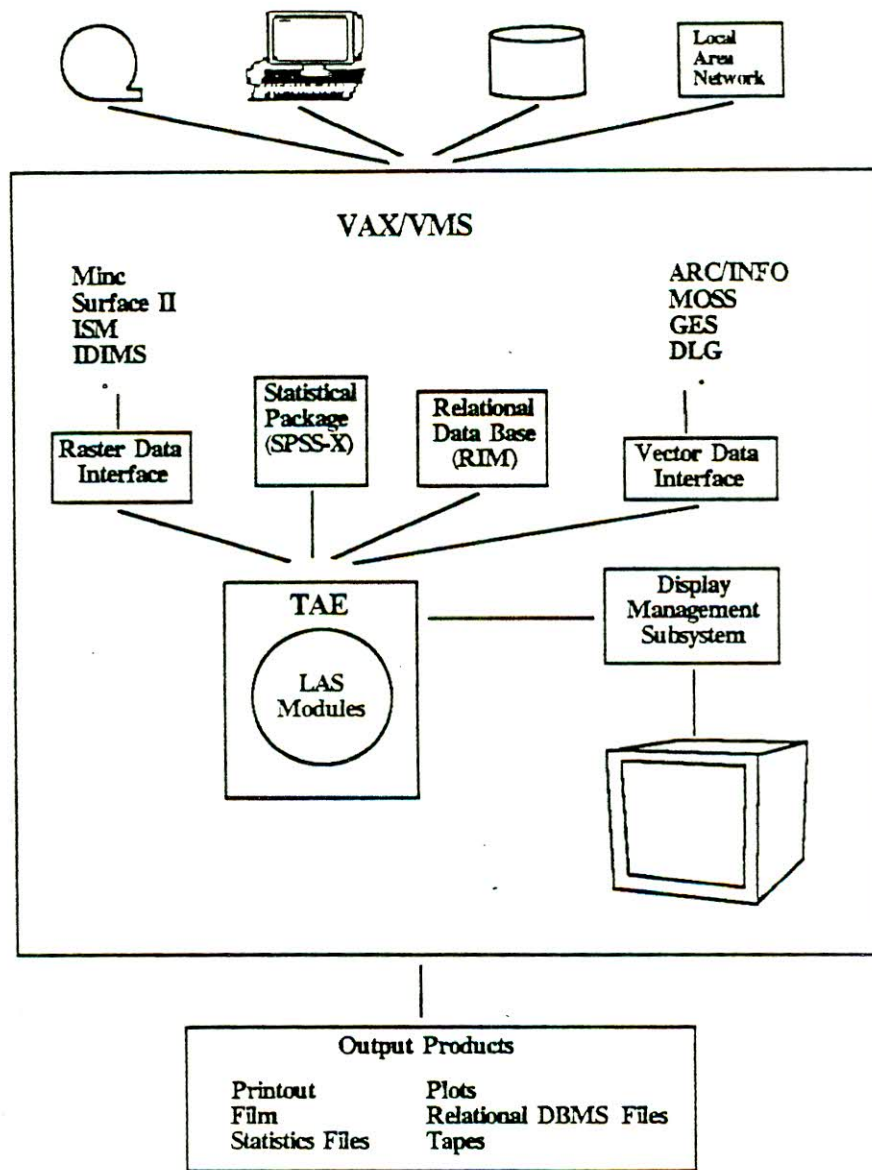 Local
Area
Network
VAX/VMS
Minc
Surface II
ISM
IDIMS
ARC/INFO
MOSS
GES
DLG
Raster Data
Interface
Statistical
Package
(SPSS-X)
Relational
Data Base
(RIM)
Vector Data
Interface
TAE
LAS
Modules
Display
Management
Subsystem
Output Products
Printout
Film
Statistics Files
Plots
Relational DBMS Files
Tapes